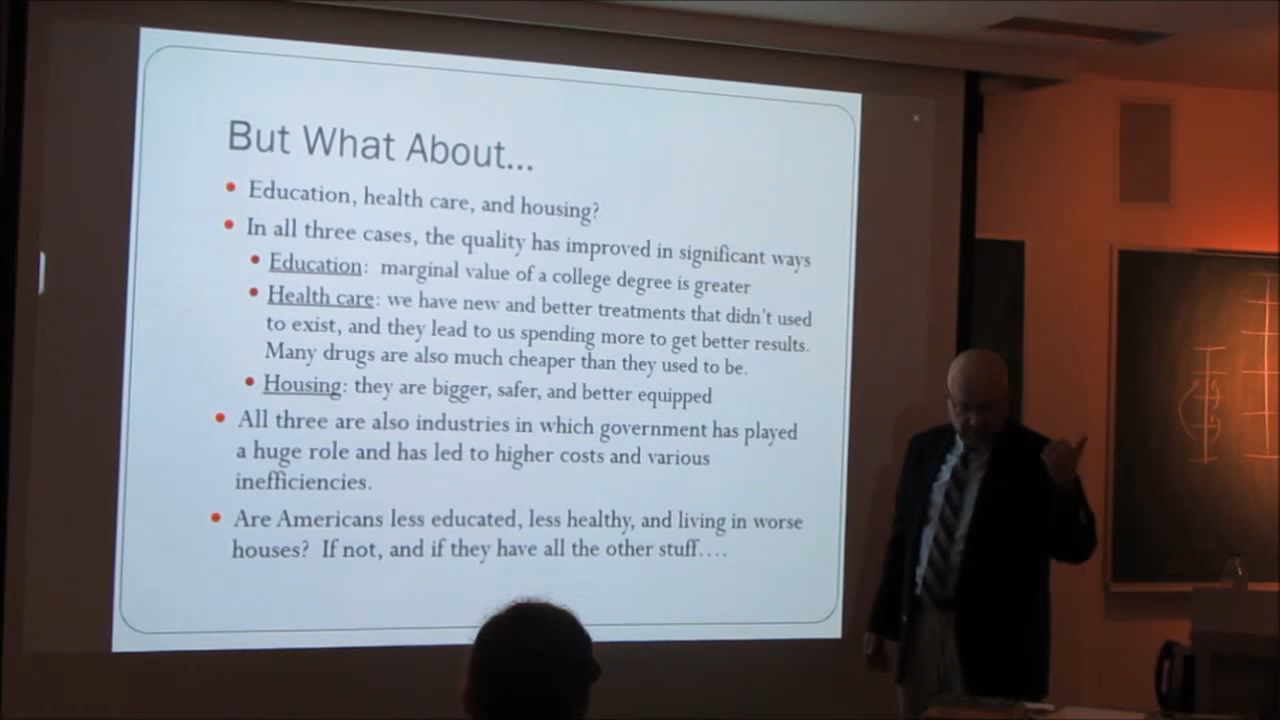 But What About...
Education, health care, and housing?
In all three cases, the quality has improved in significant ways
Education: marginal value of a college degree is greater
Health care: we have new and better treatments that didn't used
to exist, and they lead to us spending more to get better results.
Many drugs are also much cheaper than they used to be.
Housing: they are bigger, safer, and better equipped
All three are also industries in which government has played
a huge role and has led to higher costs and various
inefficiencies.
Are Americans less educated, less healthy, and living in worse
houses? If not, and if they have all the other stuff....